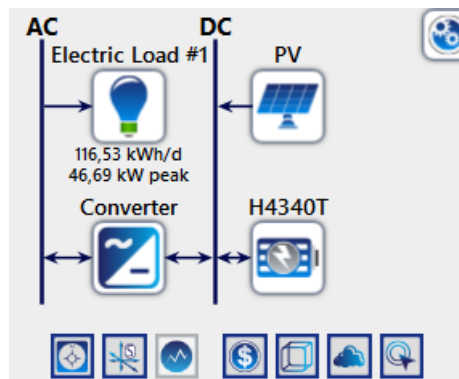 AC DC
Electric Load #1 PV
116,53 kWh/d
46,69 kW peak
Converter H4340T